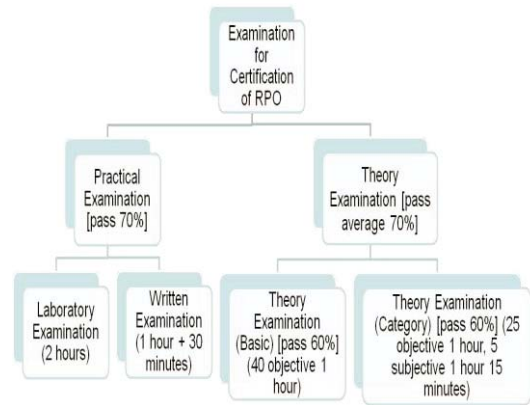 Examination
for
Certification
of RPO
Practical
Examination
[pass 70%]
Theory
Examination [pass
average 70%]
Laboratory
Examination
(2 hours)
Written
Examination
(1 hour + 30
minutes)
Theory
Examination
(Basic) [pass 60%]
(40 objective 1
hour)
Theory Examination
(Category) [pass 60%] (25
objective 1 hour, 5
subjective 1 hour 15
minutes)